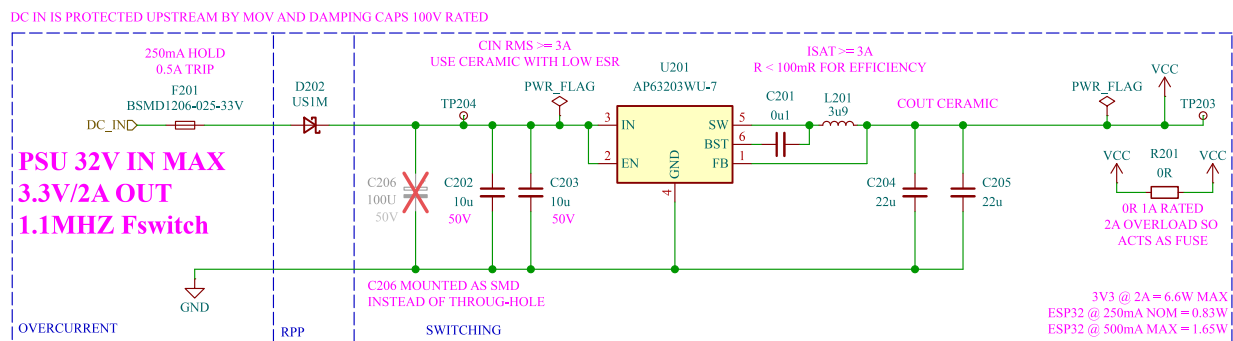 DC IN IS PROTECTED UPSTREAM BY MOV AND DAMPING CAPS 100V RATED
250mA HOLD
0.5A TRIP
F201
BSMD1206-025-33V
DC_IN
D202
US1M
CIN RMS >= 3A
USE CERAMIC WITH LOW ESR
TP204
PWR_FLAG
U201
AP63203WU-7
3
IN
2
EN
GND
4
SW
5
BST
6
FB
1
ISAT >= 3A
R < 100mR FOR EFFICIENCY
C201
0u1
L201
3u9
COUT CERAMIC
PWR_FLAG
VCC
TP203
PSU 32V IN MAX
3.3V/2A OUT
1.1MHZ Fswitch
C206
100U
50V
C202
10u
50V
C203
10u
50V
C204
22u
C205
22u
VCC
R201
0R
VCC
0R 1A RATED
2A OVERLOAD SO
ACTS AS FUSE
GND
C206 MOUNTED AS SMD
INSTEAD OF THROUG-HOLE
3V3 @ 2A = 6.6W MAX
ESP32 @ 250mA NOM = 0.83W
ESP32 @ 500mA MAX = 1.65W
OVERCURRENT
RPP
SWITCHING